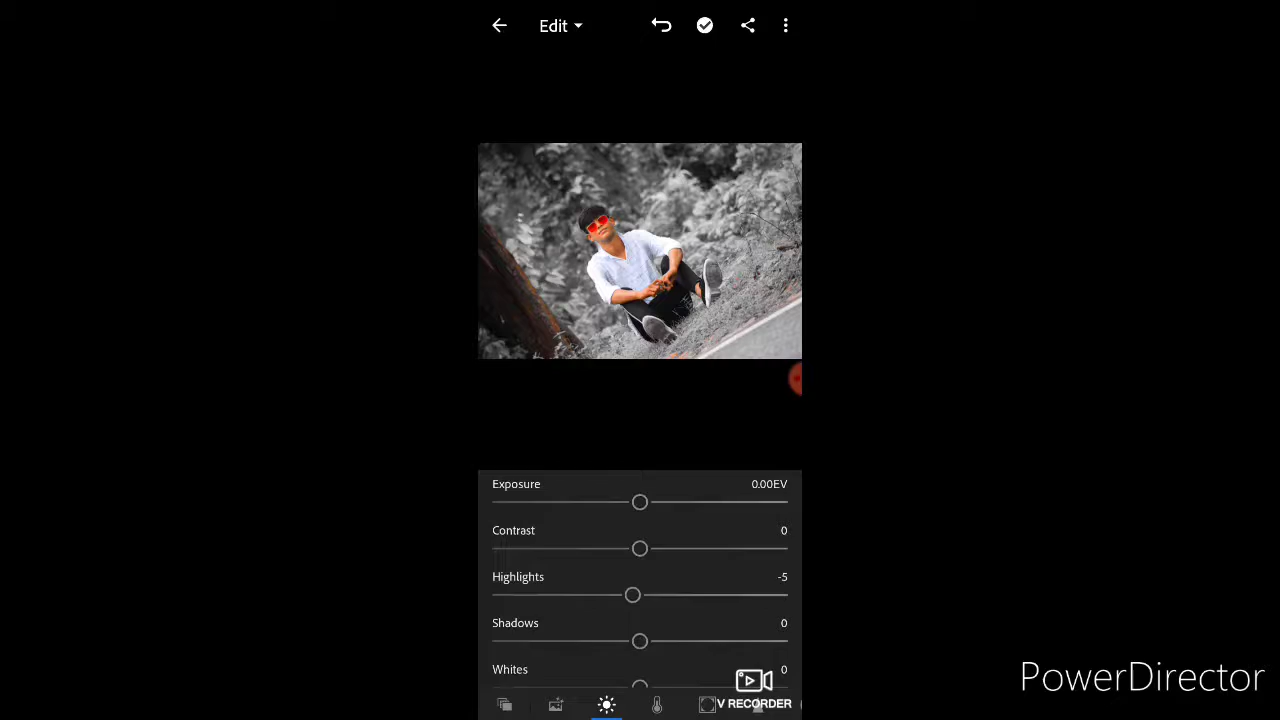 Edit
Exposure 0.00EV
Contrast 0
Highlights -5
Shadows 0
Whites 0
V RECORDER
PowerDirector